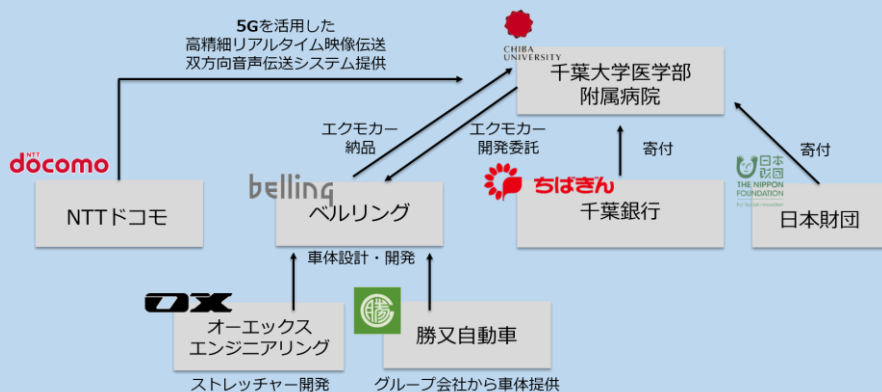 5Gを活用した
高精細リアルタイム映像伝送
双方向音声伝送システム提供
CHIBA
UNIVERSITY
千葉大学医学部
附属病院
エクモカー
納品
エクモカー
開発委託
寄付
寄付
NTT
docomo
NTTドコモ
belling
ベルリング
車体設計・開発
ちばぎん
千葉銀行
日本
財団
THE NIPPON
FOUNDATION
日本財団
OX
オーエックス
エンジニアリング
ストレッチャー開発
勝
勝又自動車
グループ会社から車体提供